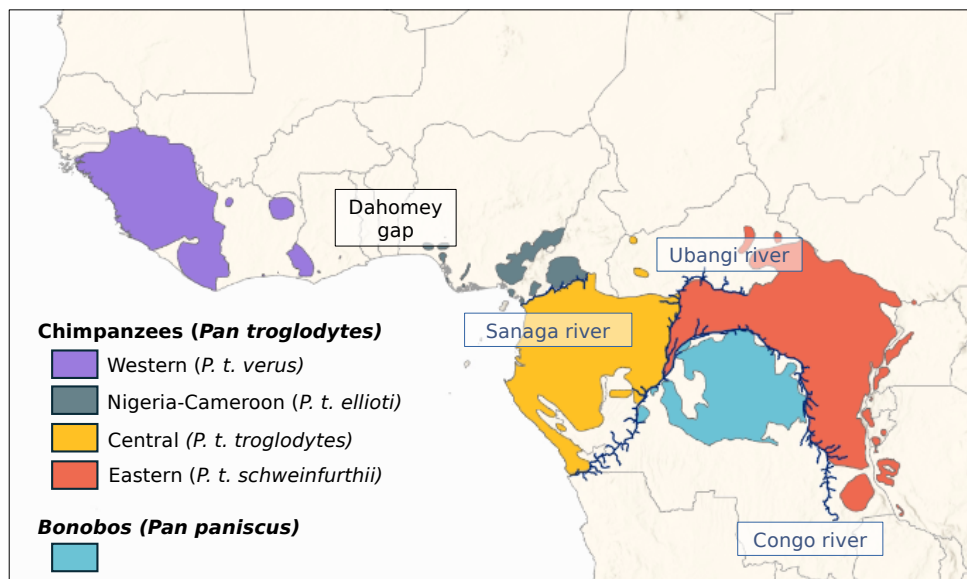 Dahomey
gap
Ubangi river
Sanaga river
Chimpanzees (Pan troglodytes)
Western (P. t. verus)
Nigeria-Cameroon (P. t. ellioti)
Central (P. t. troglodytes)
Eastern (P. t. schweinfurthii)
Bonobos (Pan paniscus)
Congo river